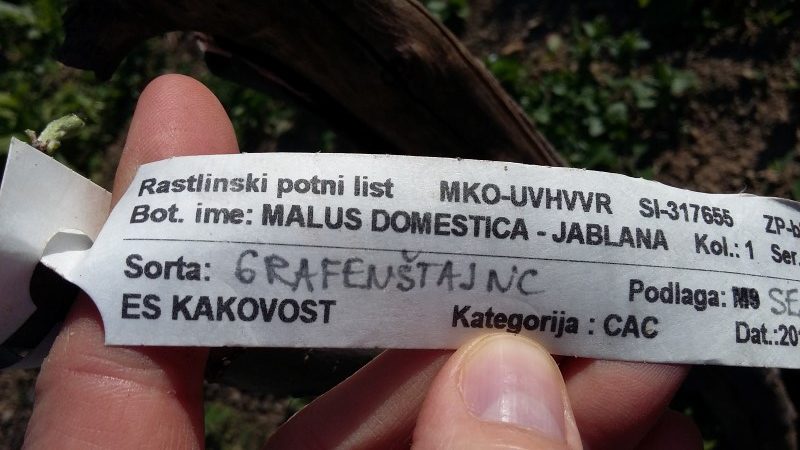 Rastlinski potni list MKO-UVHVVR SI-317655
Bot. ime: MALUS DOMESTICA - JABLANA Kol.: 1 Ser.
Sorta: GRAFENŠTAJNC Podlaga: M9
ES KAKOVOST Kategorija : CAC Dat.: